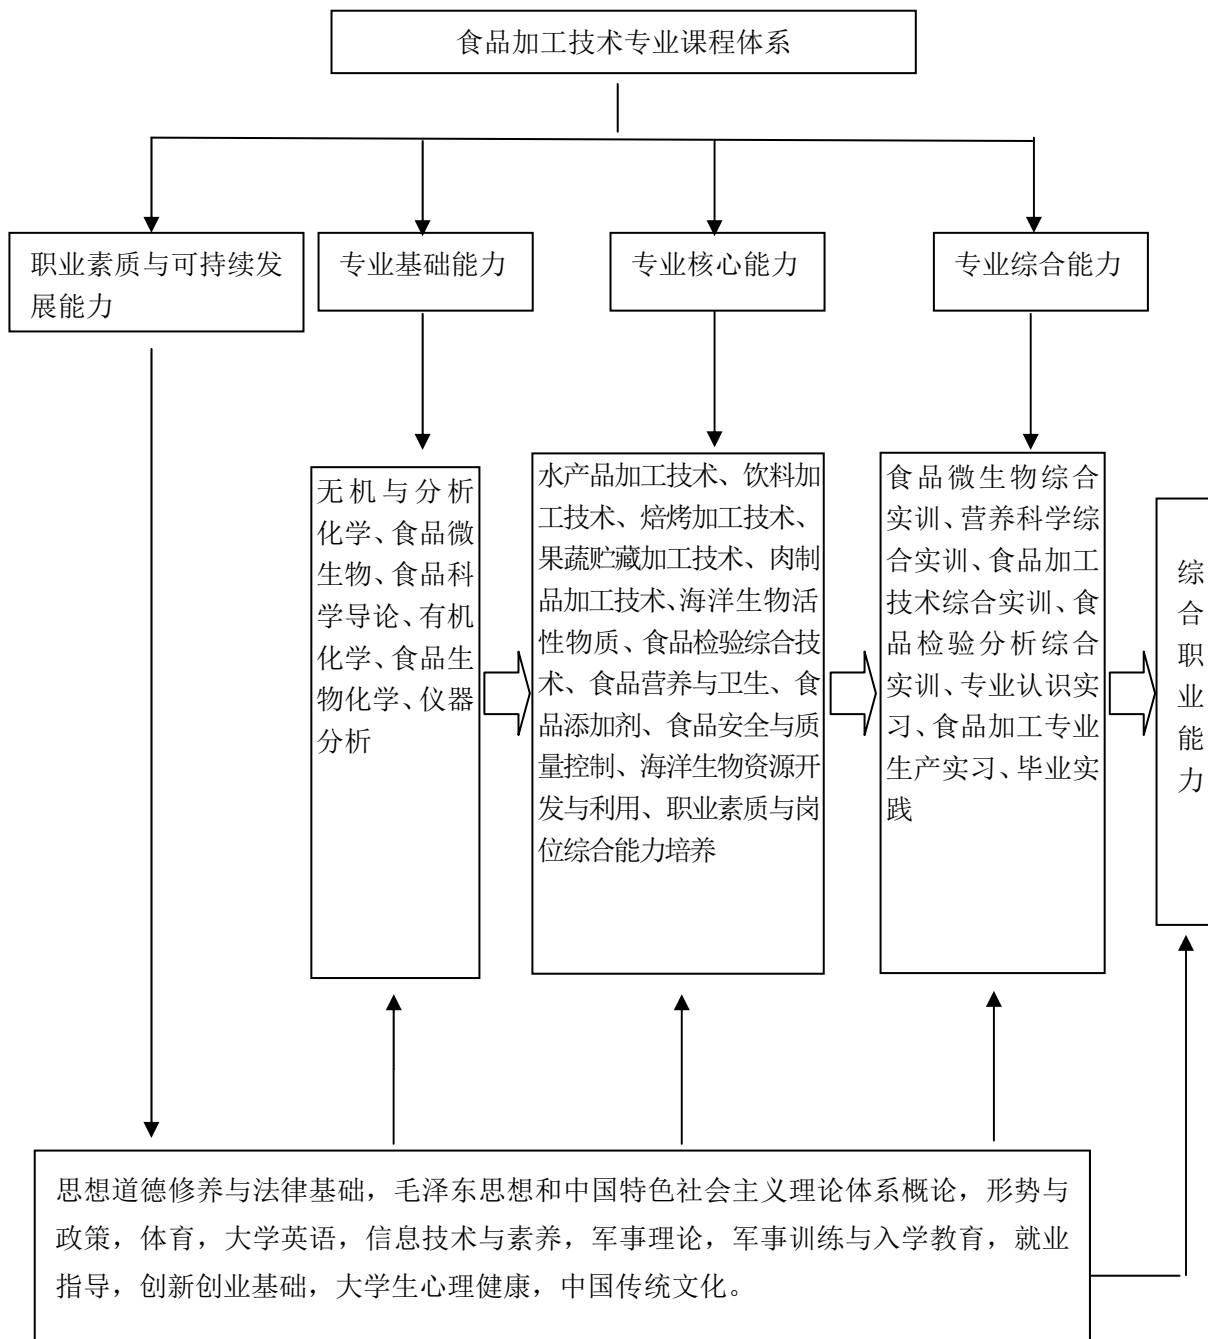 食品加工技术专业课程体系
职业素质与可持续发
展能力
专业基础能力
专业核心能力
专业综合能力
无机与分析
化学、食品微
生物、食品科
学导论、有机
化学、食品生
物化学、仪器
分析
水产品加工技术、饮料加
工技术、焙烤加工技术、
果蔬贮藏加工技术、肉制
品加工技术、海洋生物活
性物质、食品检验综合技
术、食品营养与卫生、食
品添加剂、食品安全与质
量控制、海洋生物资源开
发与利用、职业素质与岗
位综合能力培养
食品微生物综合
实训、营养科学综
合实训、食品加工
技术综合实训、食
品检验分析综合
实训、专业认识实
习、食品加工专业
生产实习、毕业实
践
综
合
职
业
能
力
思想道德修养与法律基础，毛泽东思想和中国特色社会主义理论体系概论，形势与
政策，体育，大学英语，信息技术与素养，军事理论，军事训练与入学教育，就业
指导，创新创业基础，大学生心理健康，中国传统文化。